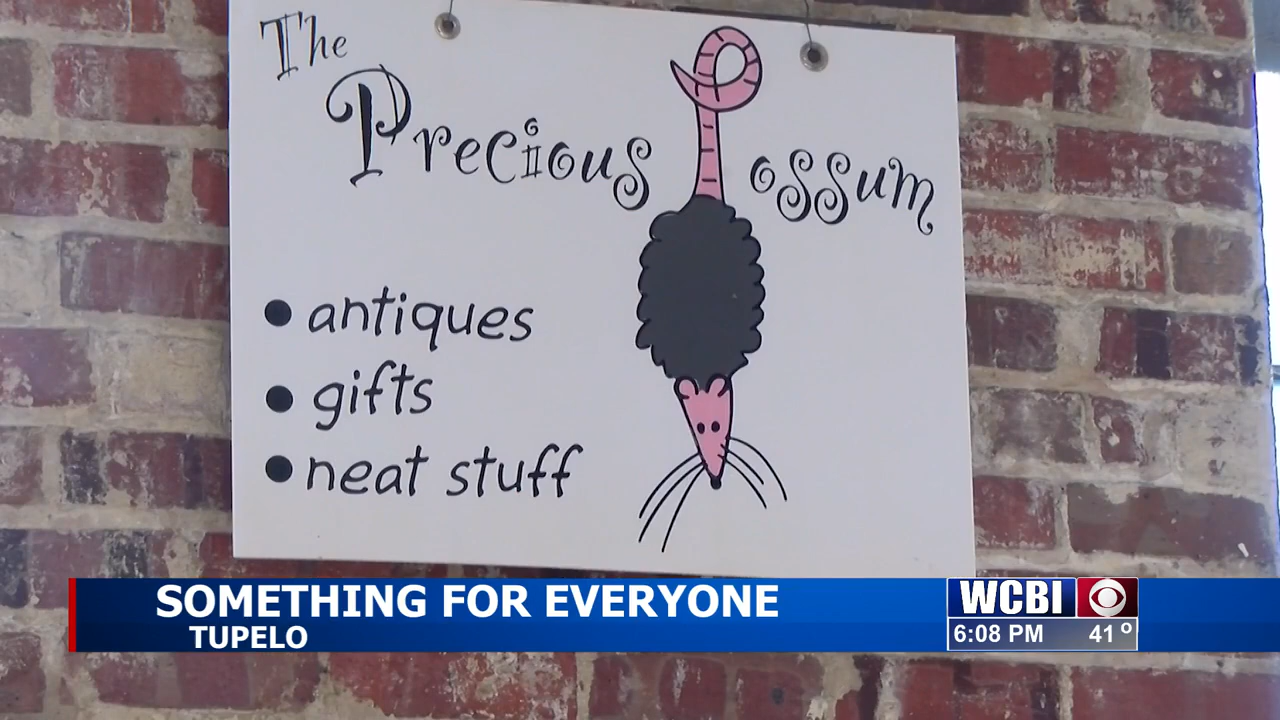 The
Precious Possum
• antiques
• gifts
• neat stuff
SOMETHING FOR EVERYONE
TUPELO
WCBI
6:08 PM 41°